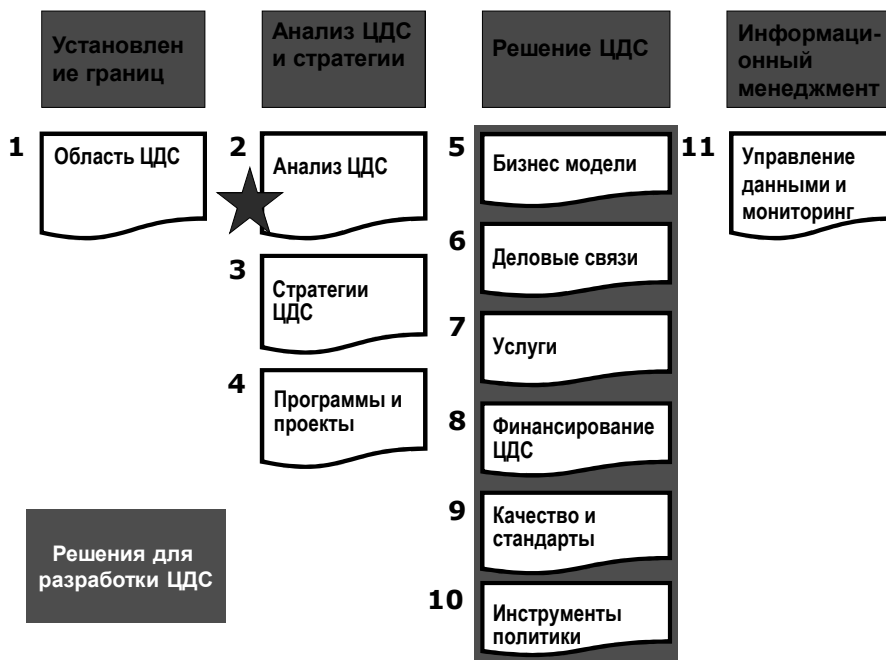 Установлен
ие границ
Анализ ЦДС
и стратегии
Решение ЦДС
Информаци-
онный
менеджмент
1
Область ЦДС
2
Анализ ЦДС
3
Стратегии
ЦДС
4
Программы и
проекты
5
Бизнес модели
6
Деловые связи
7
Услуги
8
Финансирование
ЦДС
9
Качество и
стандарты
10
Инструменты
политики
11
Управление
данными и
мониторинг
Решения для
разработки ЦДС